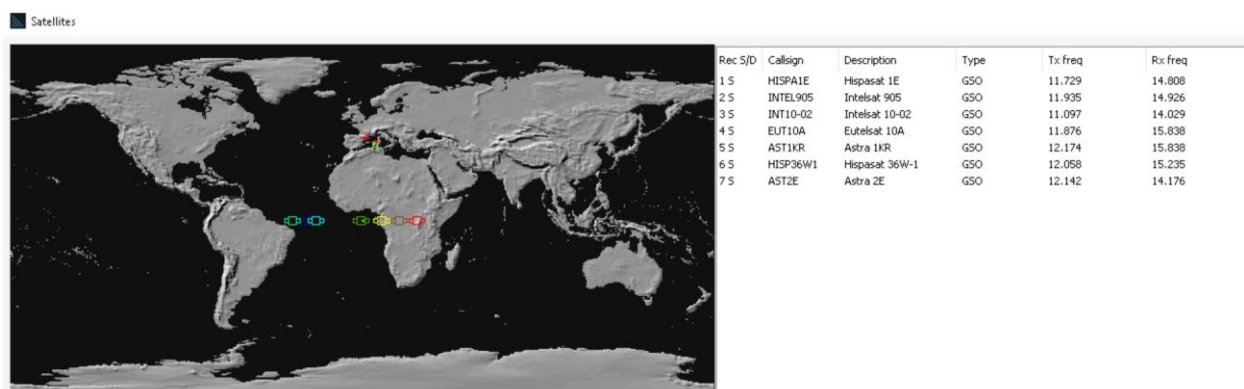 Satellites
Rec S/D Callsign Description Type Tx freq Rx freq
1 S HISPA1E Hispasat 1E GSO 11.729 14.808
2 S INTEL905 Intelsat 905 GSO 11.935 14.926
3 S INT10-02 Intelsat 10-02 GSO 11.097 14.029
4 S EUT10A Eutelsat 10A GSO 11.876 15.838
5 S AST1KR Astra 1KR GSO 12.174 15.838
6 S HISP36W1 Hispasat 36W-1 GSO 12.058 15.235
7 S AST2E Astra 2E GSO 12.142 14.176